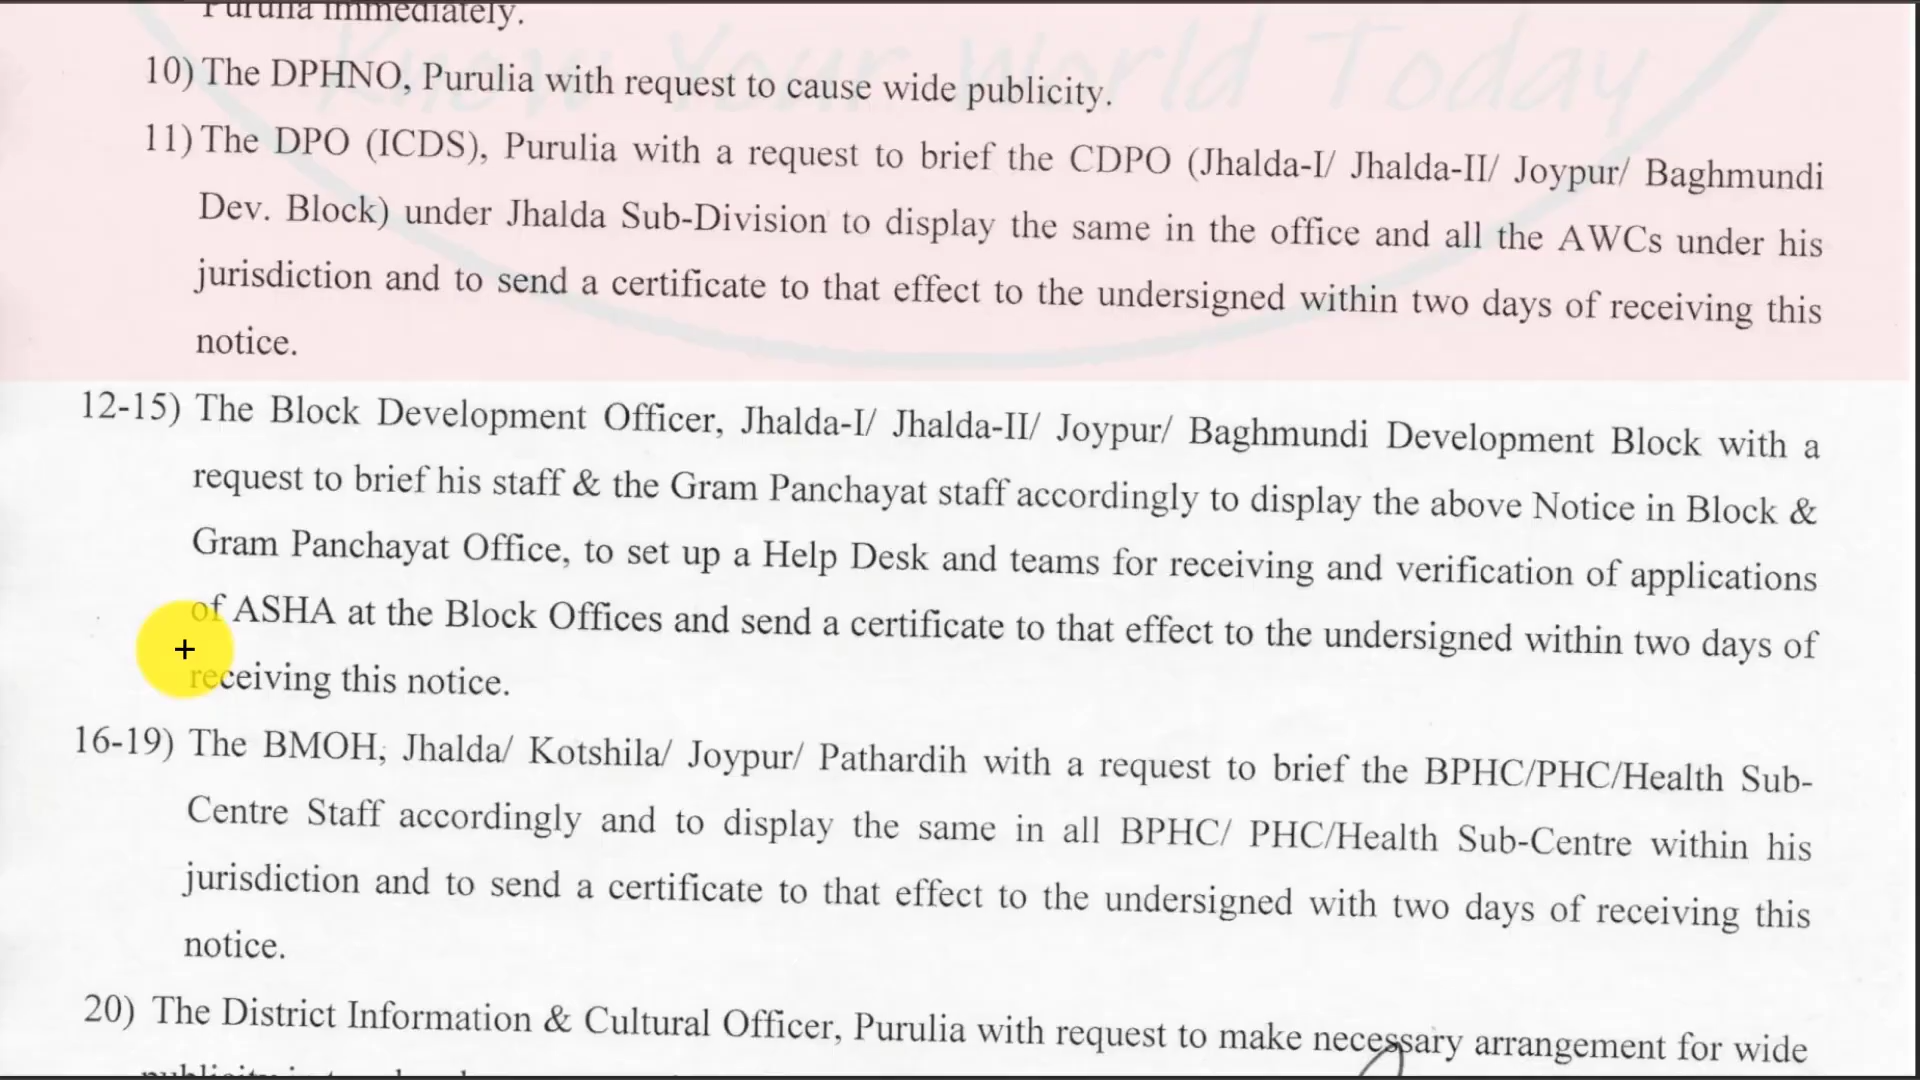 Purulia immediately.
Know Your World Today
10) The DPHNO, Purulia with request to cause wide publicity.
11) The DPO (ICDS), Purulia with a request to brief the CDPO (Jhalda-I/ Jhalda-II/ Joypur/ Baghmundi
Dev. Block) under Jhalda Sub-Division to display the same in the office and all the AWCs under his
jurisdiction and to send a certificate to that effect to the undersigned within two days of receiving this
notice.
12-15) The Block Development Officer, Jhalda-I/ Jhalda-II/ Joypur/ Baghmundi Development Block with a
request to brief his staff & the Gram Panchayat staff accordingly to display the above Notice in Block &
Gram Panchayat Office, to set up a Help Desk and teams for receiving and verification of applications
of ASHA at the Block Offices and send a certificate to that effect to the undersigned within two days of
receiving this notice.
16-19) The BMOH, Jhalda/ Kotshila/ Joypur/ Pathardih with a request to brief the BPHC/PHC/Health Sub-
Centre Staff accordingly and to display the same in all BPHC/ PHC/Health Sub-Centre within his
jurisdiction and to send a certificate to that effect to the undersigned with two days of receiving this
notice.
20) The District Information & Cultural Officer, Purulia with request to make necessary arrangement for wide
publicity